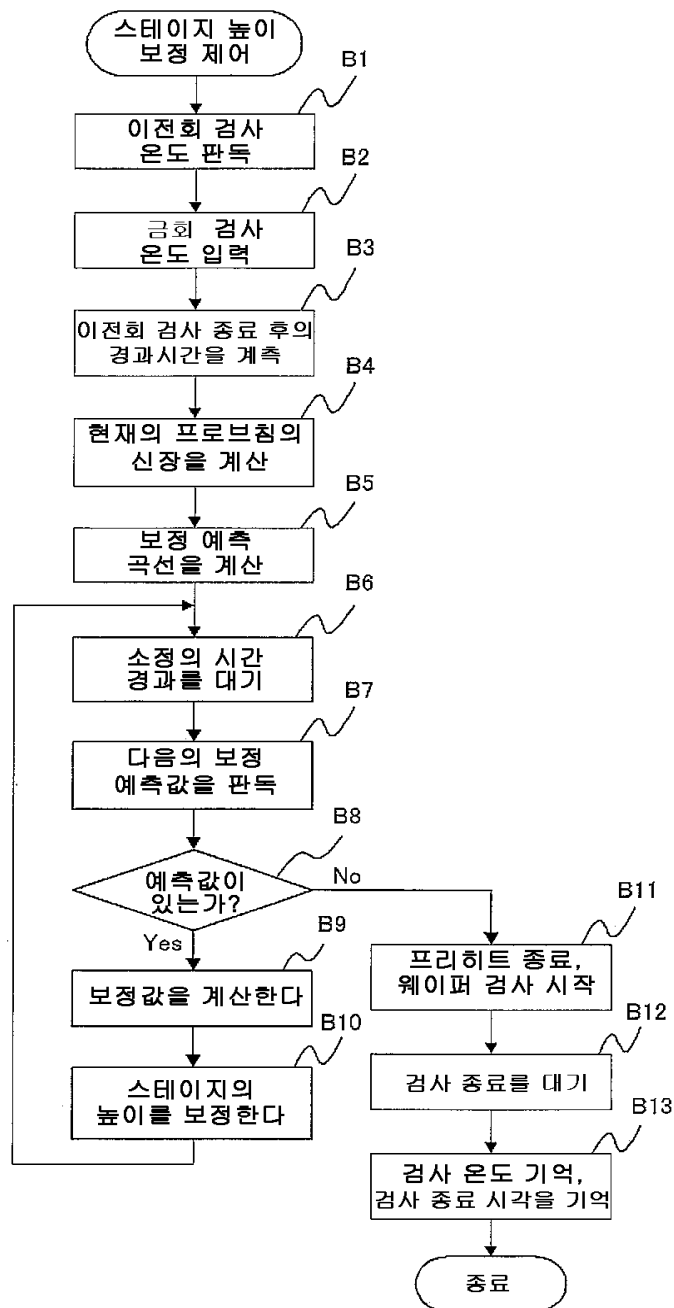 스테이지 높이
보정 제어
B1
이전회 검사
온도 판독
B2
금회 검사
온도 입력
B3
이전회 검사 종료 후의
경과시간을 계측
B4
현재의 프로브침의
신장을 계산
B5
보정 예측
곡선을 계산
B6
소정의 시간
경과를 대기
B7
다음의 보정
예측값을 판독
B8
예측값이
있는가?
No
Yes
B9
보정값을 계산한다
B10
스테이지의
높이를 보정한다
B11
프리히트 종료,
웨이퍼 검사 시작
B12
검사 종료를 대기
B13
검사 온도 기억,
검사 종료 시각을 기억
종료